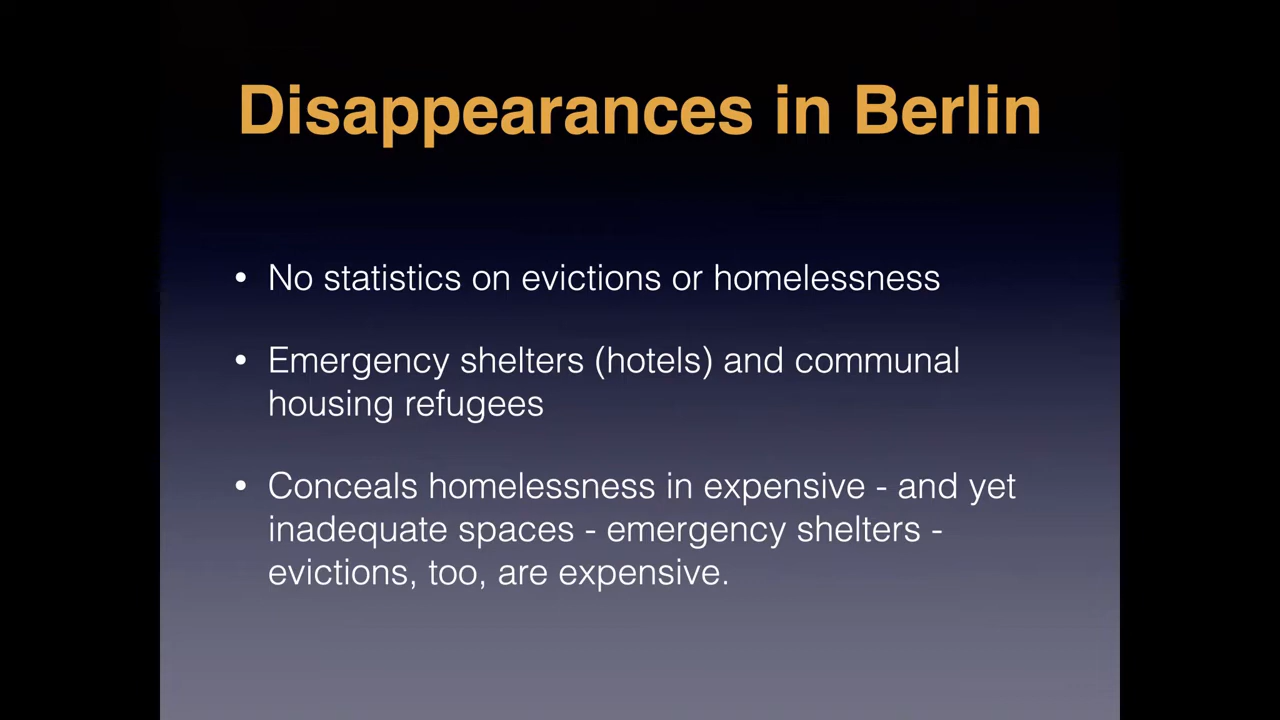 Disappearances in Berlin
• No statistics on evictions or homelessness
• Emergency shelters (hotels) and communal
housing refugees
• Conceals homelessness in expensive - and yet
inadequate spaces - emergency shelters -
evictions, too, are expensive.